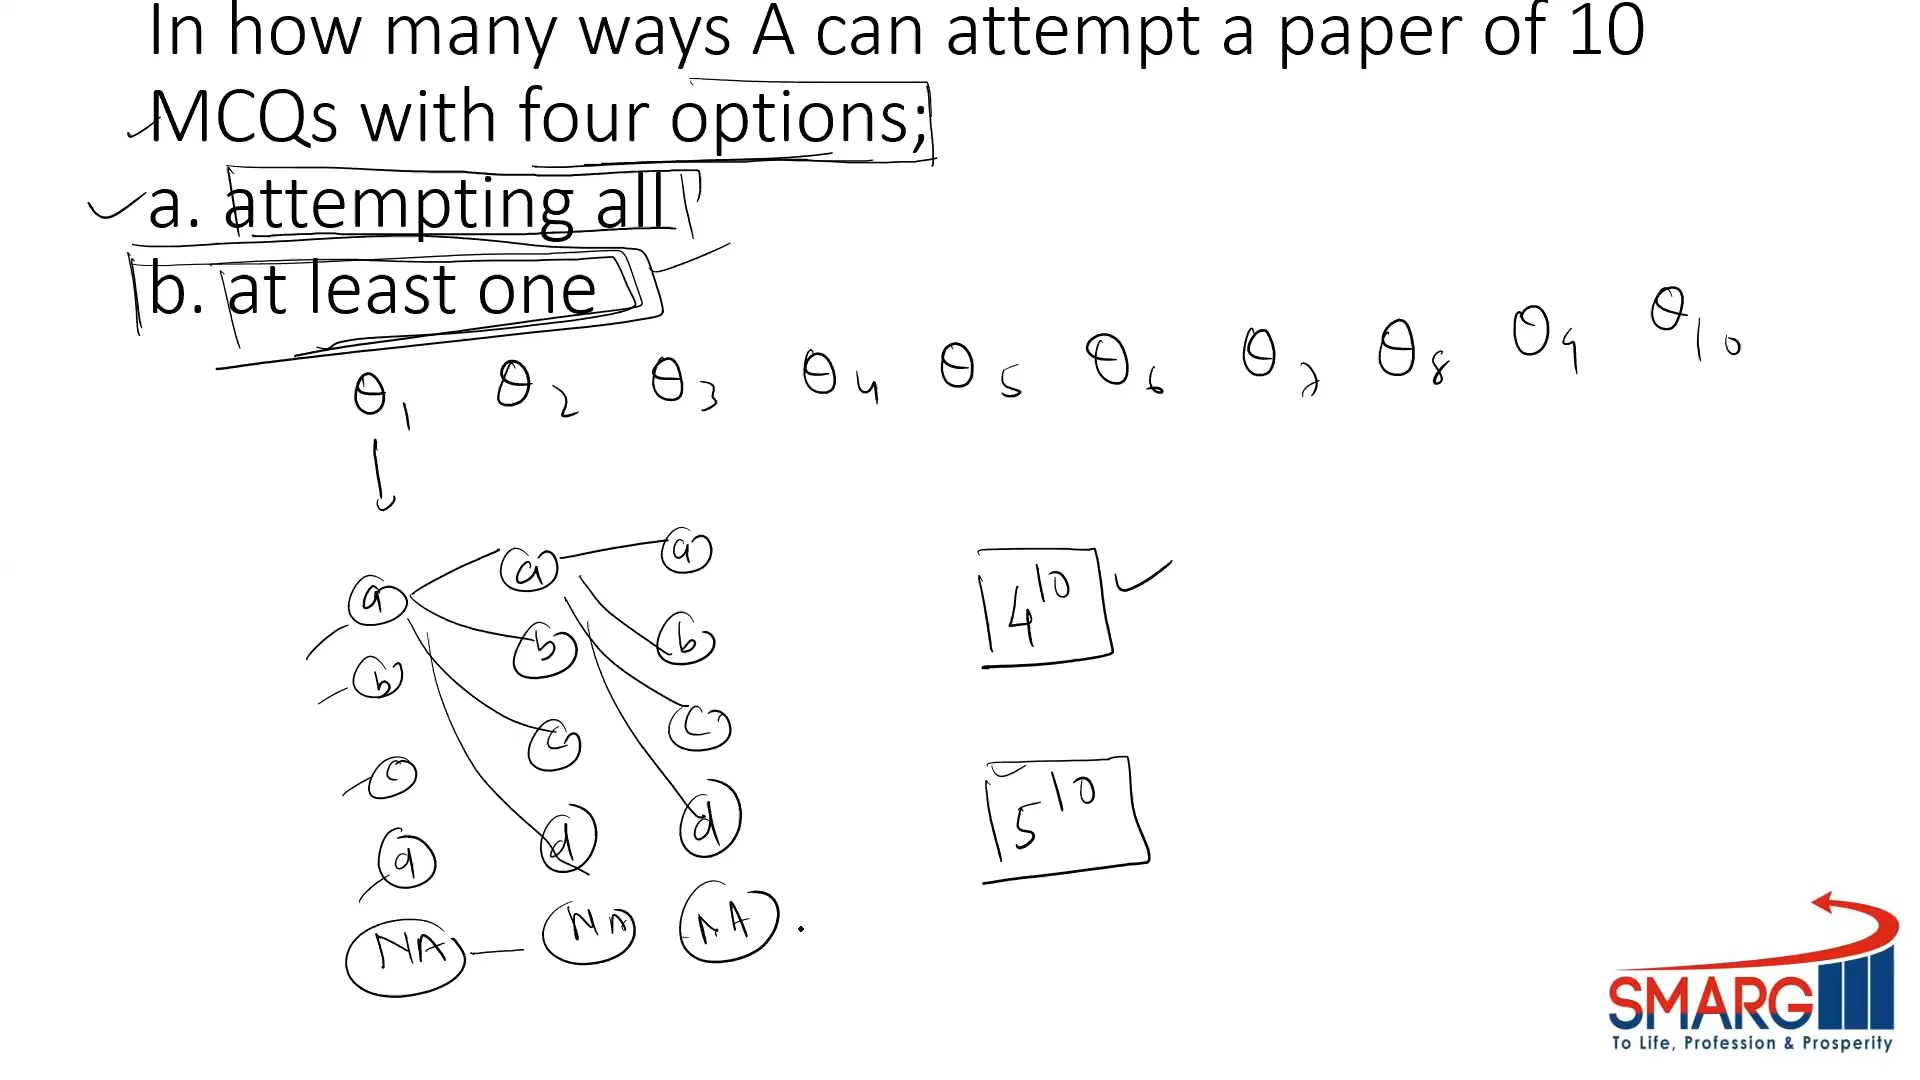 In how many ways A can attempt a paper of 10
MCQs with four options;
a. attempting all
b. at least one
θ1 θ2 θ3 θ4 θ5 θ6 θ7 θ8 θ9 θ10
a a a
b b b
c c c
d d d
NA NA NA
4^10
5^10
SMARG
To Life, Profession & Prosperity